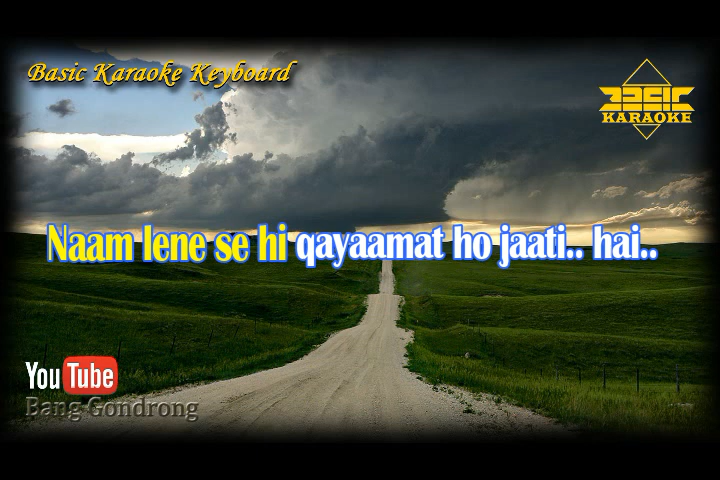 Basic Karaoke Keyboard
BASIC
KARAOKE
Naam lene se hi qayaamat ho jaati.. hai..
YouTube
Bang Gondrong